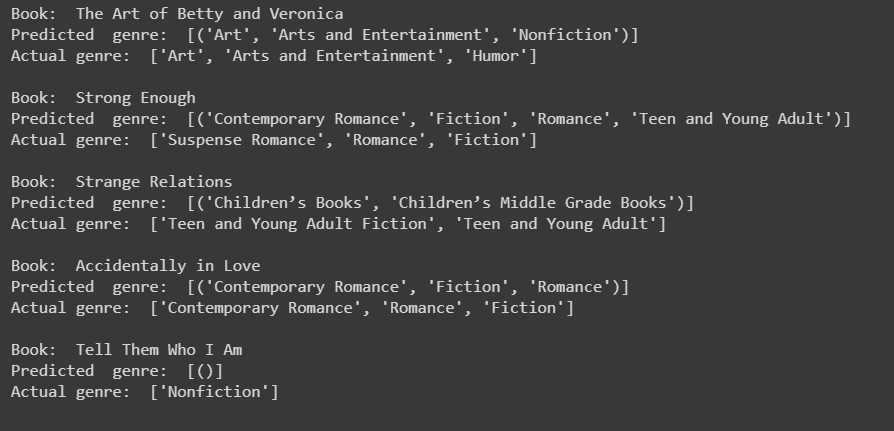 Book:  The Art of Betty and Veronica
Predicted  genre:  [('Art', 'Arts and Entertainment', 'Nonfiction')]
Actual genre:  ['Art', 'Arts and Entertainment', 'Humor']
Book:  Strong Enough
Predicted  genre:  [('Contemporary Romance', 'Fiction', 'Romance', 'Teen and Young Adult')]
Actual genre:  ['Suspense Romance', 'Romance', 'Fiction']
Book:  Strange Relations
Predicted  genre:  [('Children’s Books', 'Children’s Middle Grade Books')]
Actual genre:  ['Teen and Young Adult Fiction', 'Teen and Young Adult']
Book:  Accidentally in Love
Predicted  genre:  [('Contemporary Romance', 'Fiction', 'Romance')]
Actual genre:  ['Contemporary Romance', 'Romance', 'Fiction']
Book:  Tell Them Who I Am
Predicted  genre:  [()]
Actual genre:  ['Nonfiction']